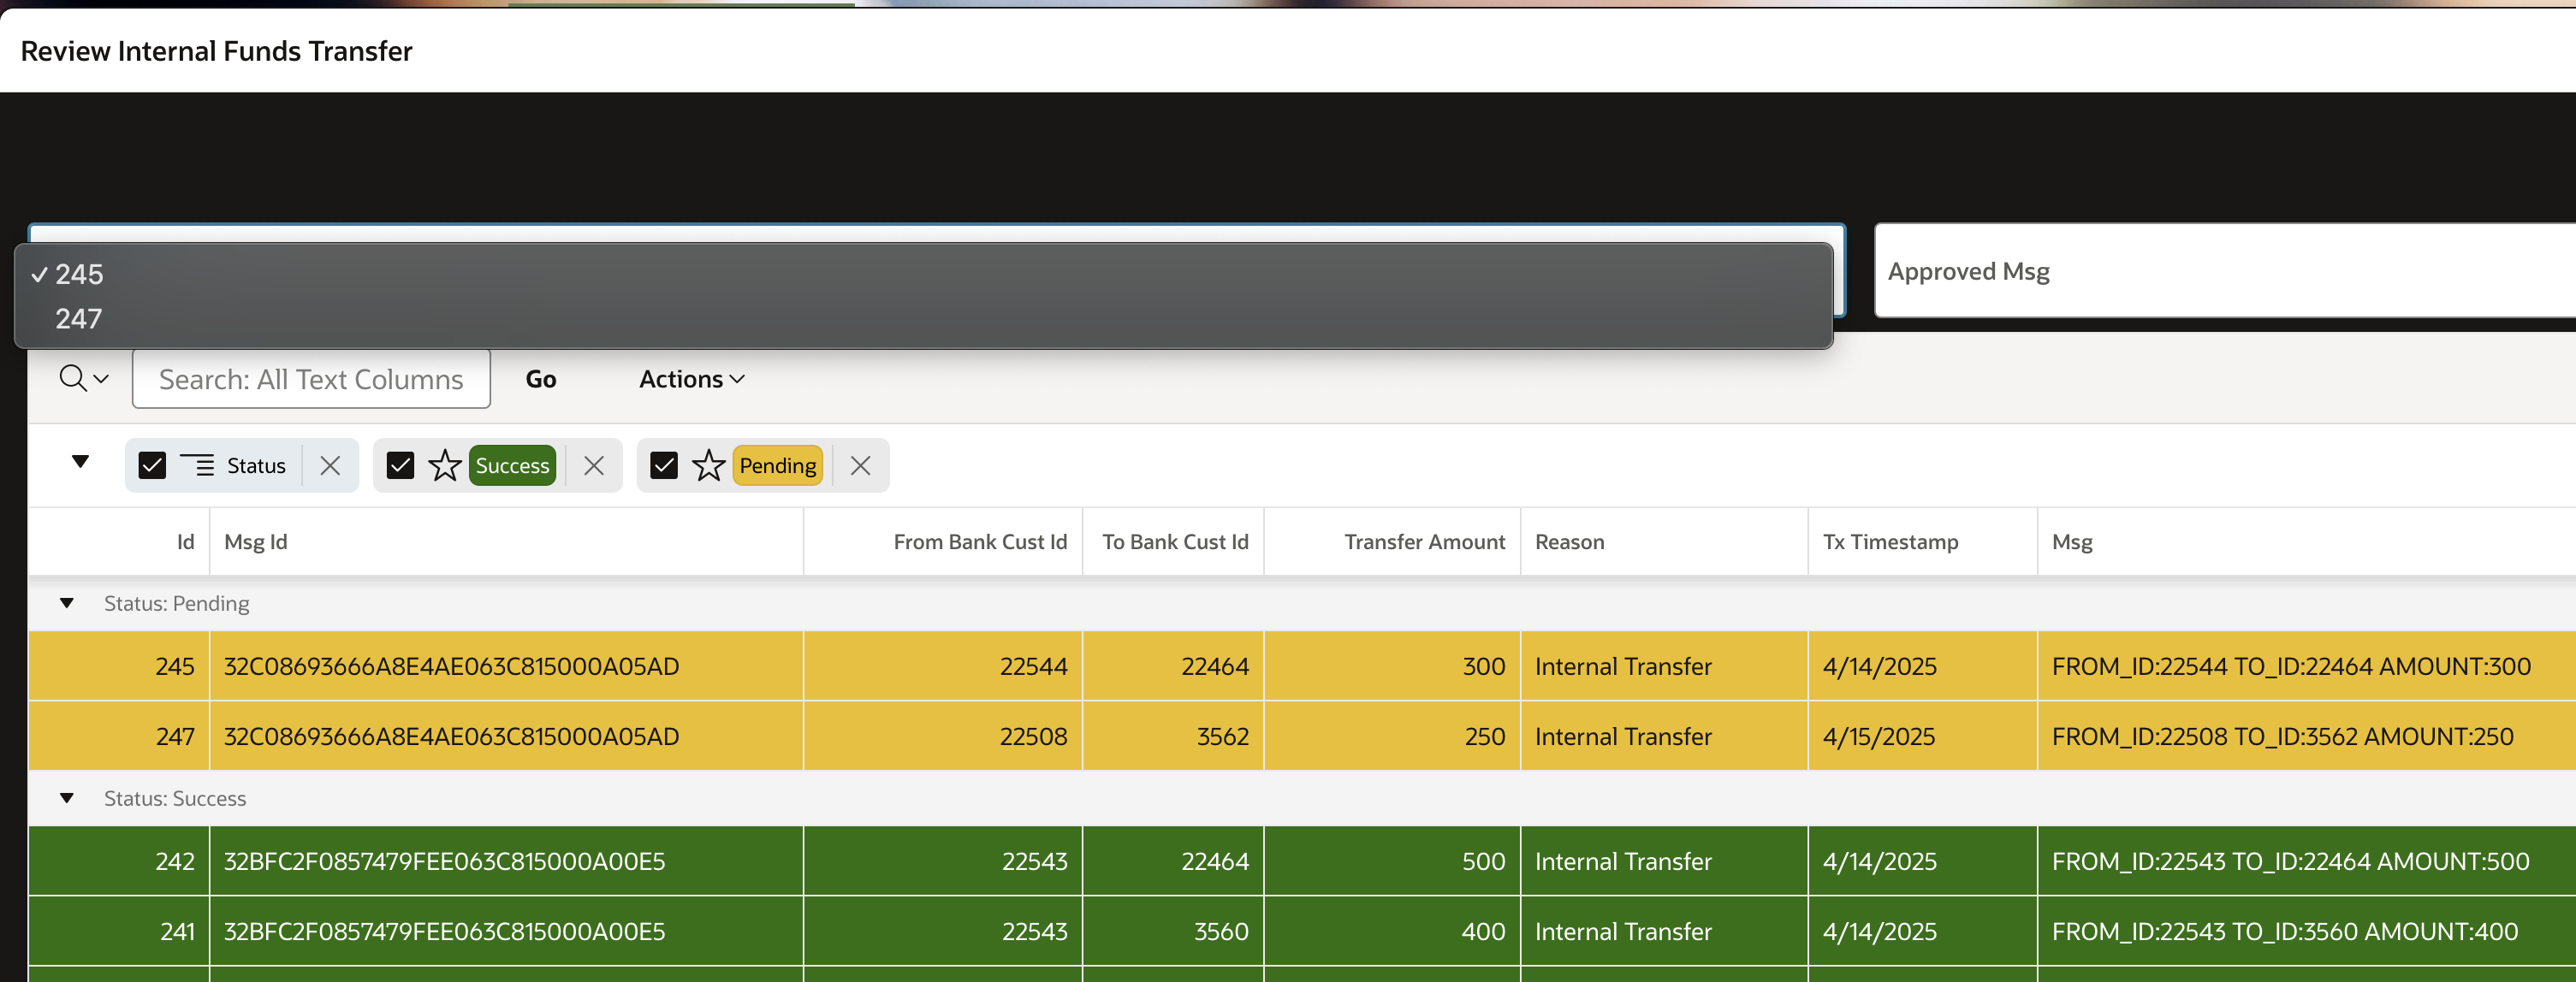 Review Internal Funds Transfer
✓ 245
247
Approved Msg
Search: All Text Columns Go Actions
Status Success Pending
Id Msg Id From Bank Cust Id To Bank Cust Id Transfer Amount Reason Tx Timestamp Msg
Status: Pending
245 32C08693666A8E4AE063C815000A05AD 22544 22464 300 Internal Transfer 4/14/2025 FROM_ID:22544 TO_ID:22464 AMOUNT:300
247 32C08693666A8E4AE063C815000A05AD 22508 3562 250 Internal Transfer 4/15/2025 FROM_ID:22508 TO_ID:3562 AMOUNT:250
Status: Success
242 32BFC2F0857479FEE063C815000A00E5 22543 22464 500 Internal Transfer 4/14/2025 FROM_ID:22543 TO_ID:22464 AMOUNT:500
241 32BFC2F0857479FEE063C815000A00E5 22543 3560 400 Internal Transfer 4/14/2025 FROM_ID:22543 TO_ID:3560 AMOUNT:400